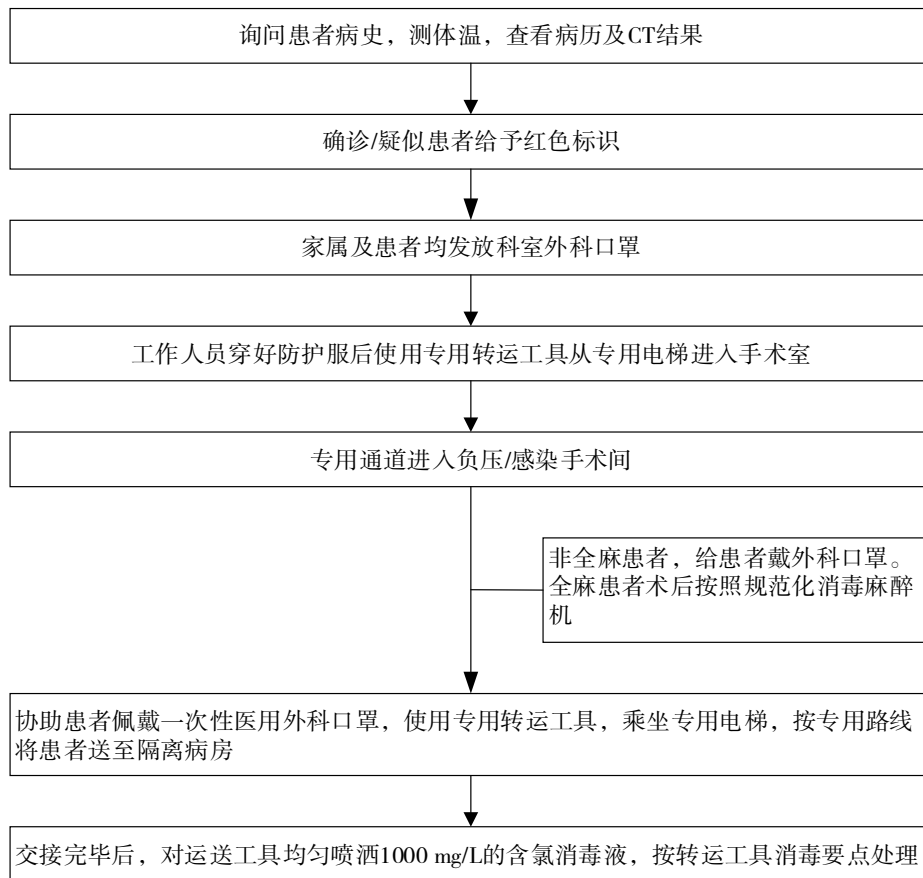 询问患者病史，测体温，查看病历及CT结果
确诊/疑似患者给予红色标识
家属及患者均发放科室外科口罩
工作人员穿好防护服后使用专用转运工具从专用电梯进入手术室
专用通道进入负压/感染手术间
非全麻患者，给患者戴外科口罩。
全麻患者术后按照规范化消毒麻醉
机
协助患者佩戴一次性医用外科口罩，使用专用转运工具，乘坐专用电梯，按专用路线
将患者送至隔离病房
交接完毕后，对运送工具均匀喷洒1000 mg/L的含氯消毒液，按转运工具消毒要点处理